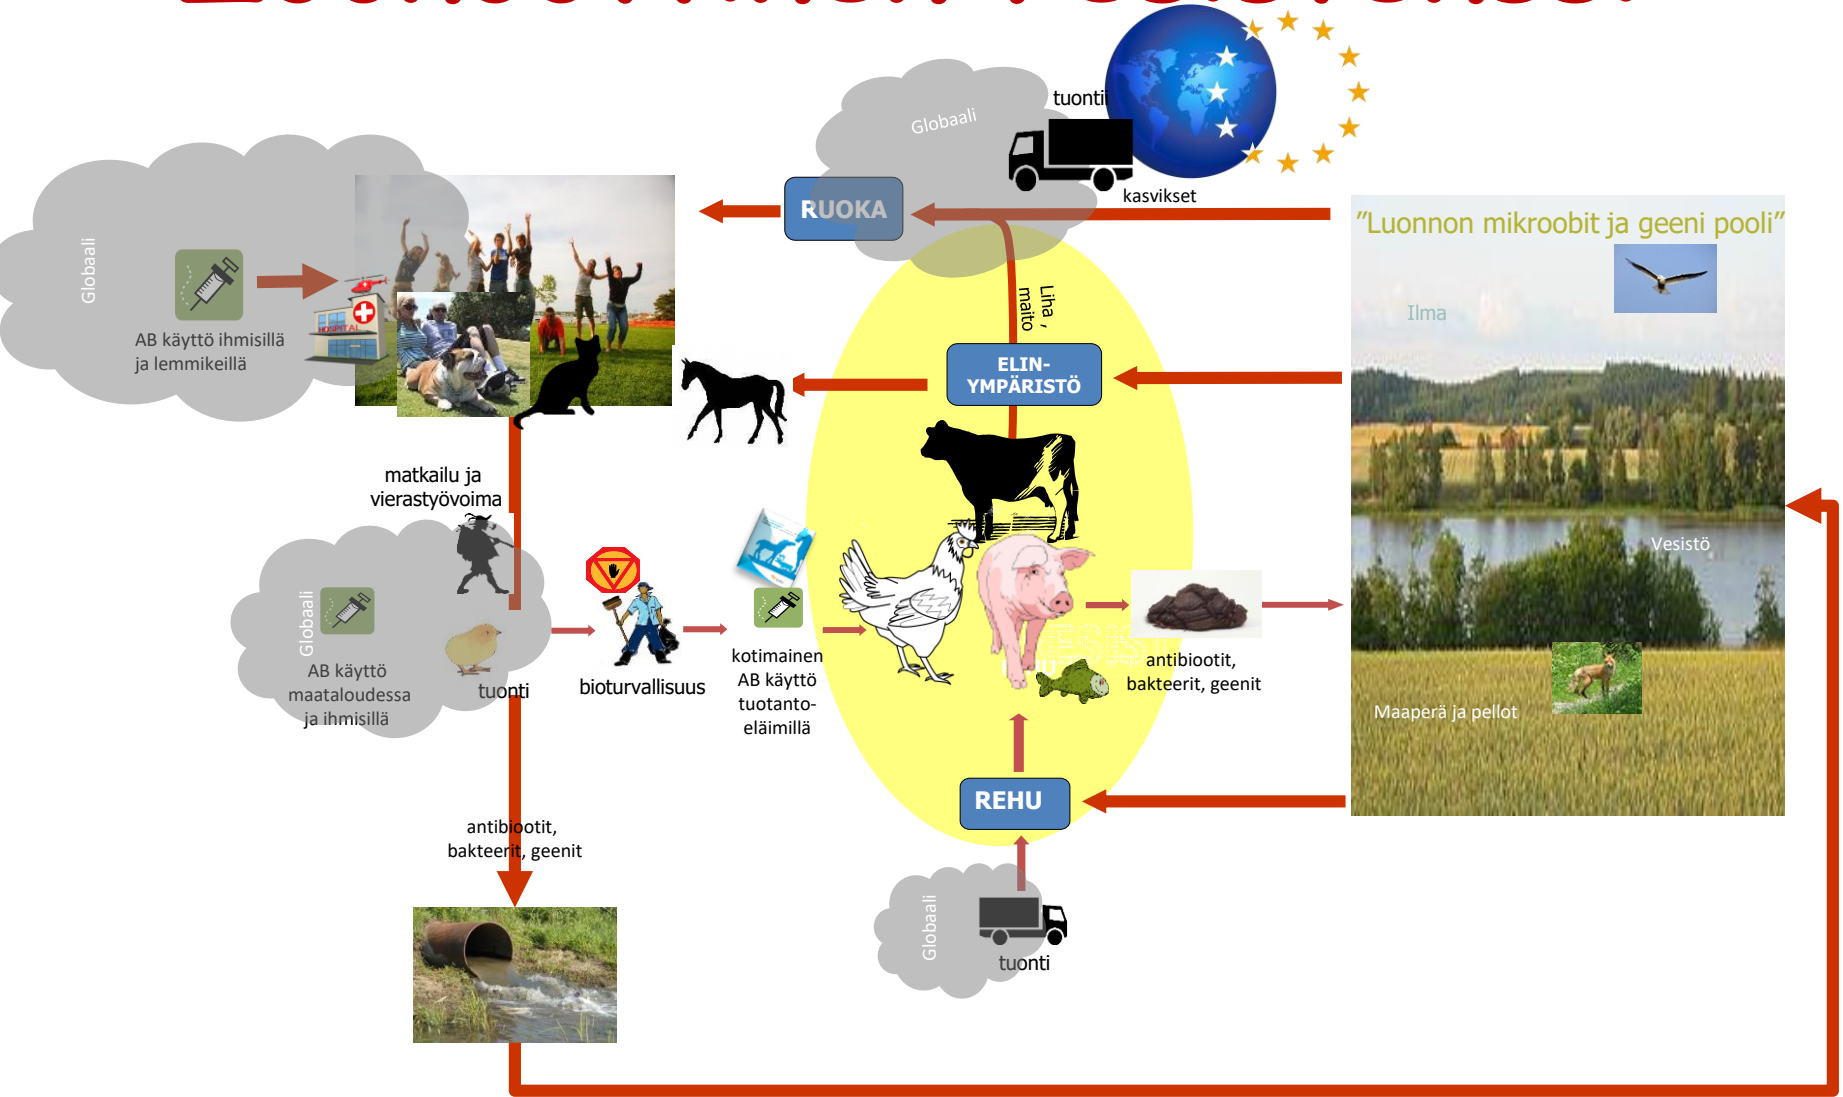 tuontii
Globaali
kasvikset
RUOKA
"Luonnon mikroobit ja geeni pooli"
Ilma
Globaali
HOSPITAL
AB käyttö ihmisillä
ja lemmikeillä
Liha ,
maito
ELIN-
YMPÄRISTÖ
matkailu ja
vierastyövoima
Vesistö
Globaali
AB käyttö
maataloudessa
ja ihmisillä
tuonti
bioturvallisuus
kotimainen
AB käyttö
tuotanto-
eläimillä
antibiootit,
bakteerit, geenit
Maaperä ja pellot
REHU
antibiootit,
bakteerit, geenit
Globaali
tuonti